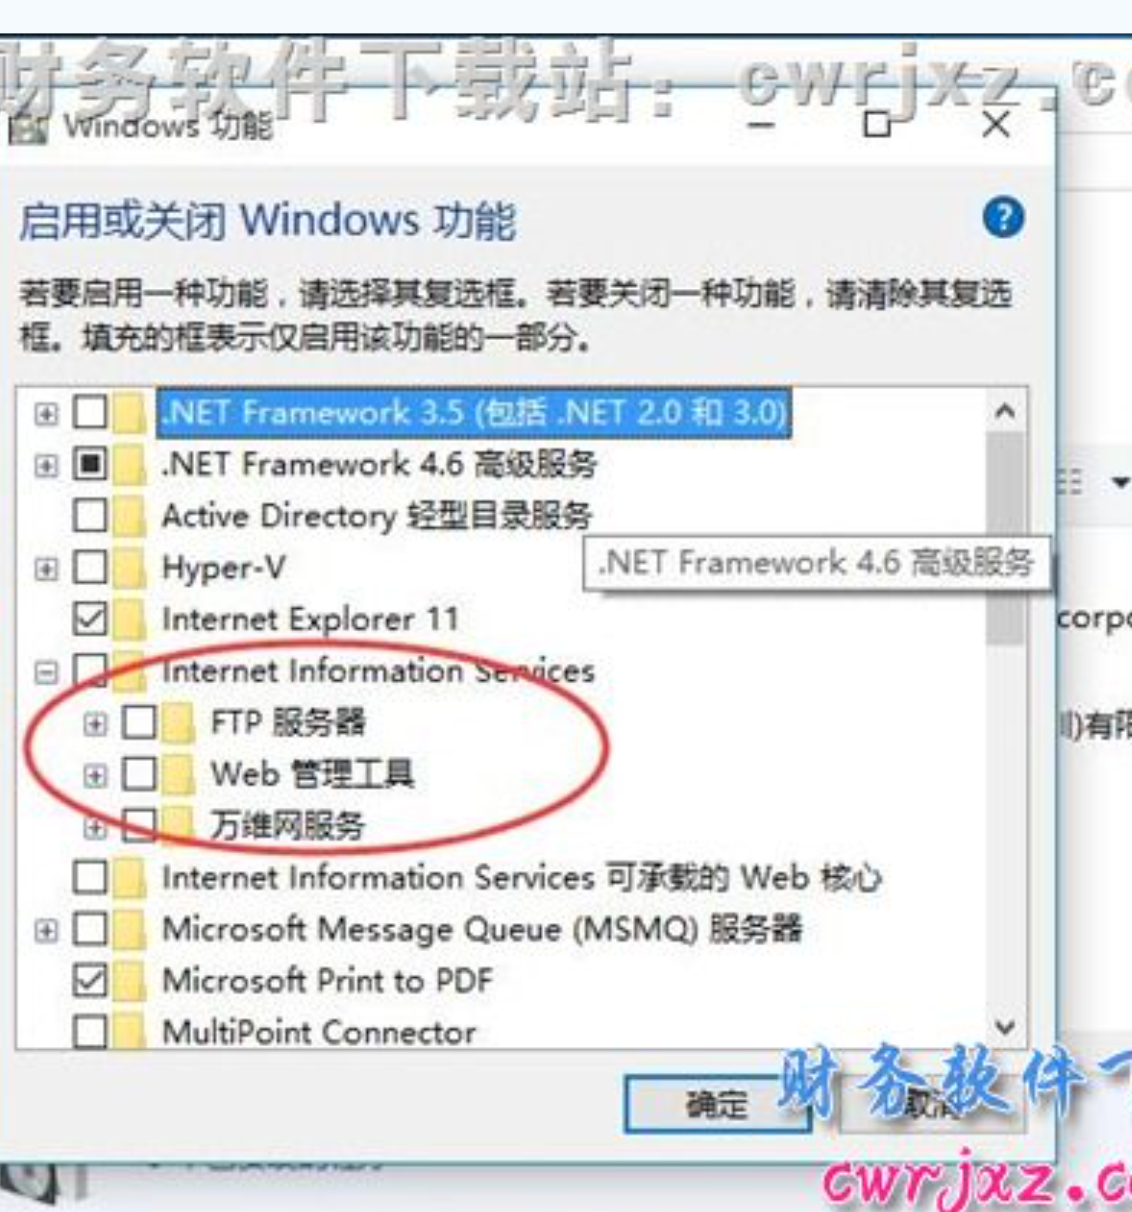 财务软件下载站：cwrjxz.co
Windows 功能
启用或关闭 Windows 功能
若要启用一种功能，请选择其复选框。若要关闭一种功能，请清除其复选
框。填充的框表示仅启用该功能的一部分。
.NET Framework 3.5 (包括 .NET 2.0 和 3.0)
.NET Framework 4.6 高级服务
Active Directory 轻型目录服务
.NET Framework 4.6 高级服务
Hyper-V
Internet Explorer 11
corpo
Internet Information Services
FTP 服务器
)有限
Web 管理工具
万维网服务
Internet Information Services 可承载的 Web 核心
Microsoft Message Queue (MSMQ) 服务器
Microsoft Print to PDF
MultiPoint Connector
财务软件下
确定
取消
cwrjxz.co